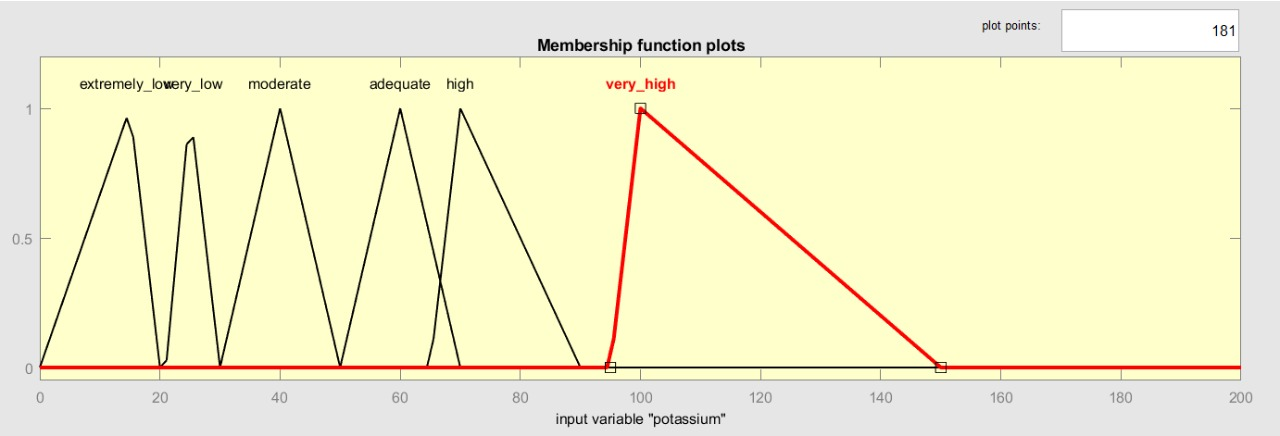 plot points: 181
Membership function plots
extremely_low very_low moderate adequate high very_high
1
0.5
0
0 20 40 60 80 100 120 140 160 180 200
input variable "potassium"